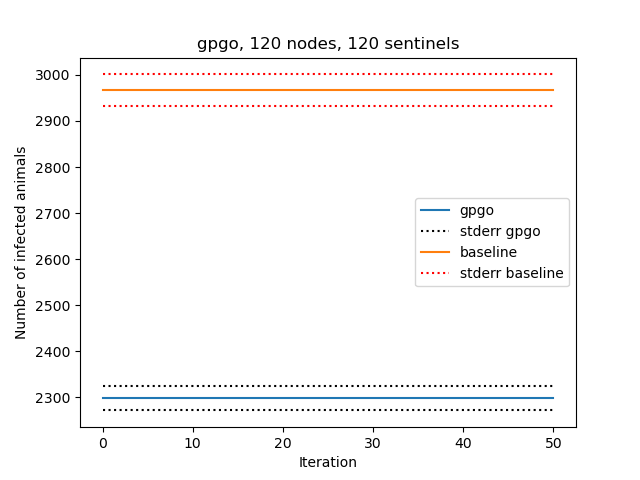 gpgo, 120 nodes, 120 sentinels
3000
2900
2800
2700
2600
2500
2400
2300
Number of infected animals
gpgo
stderr gpgo
baseline
stderr baseline
0 10 20 30 40 50
Iteration